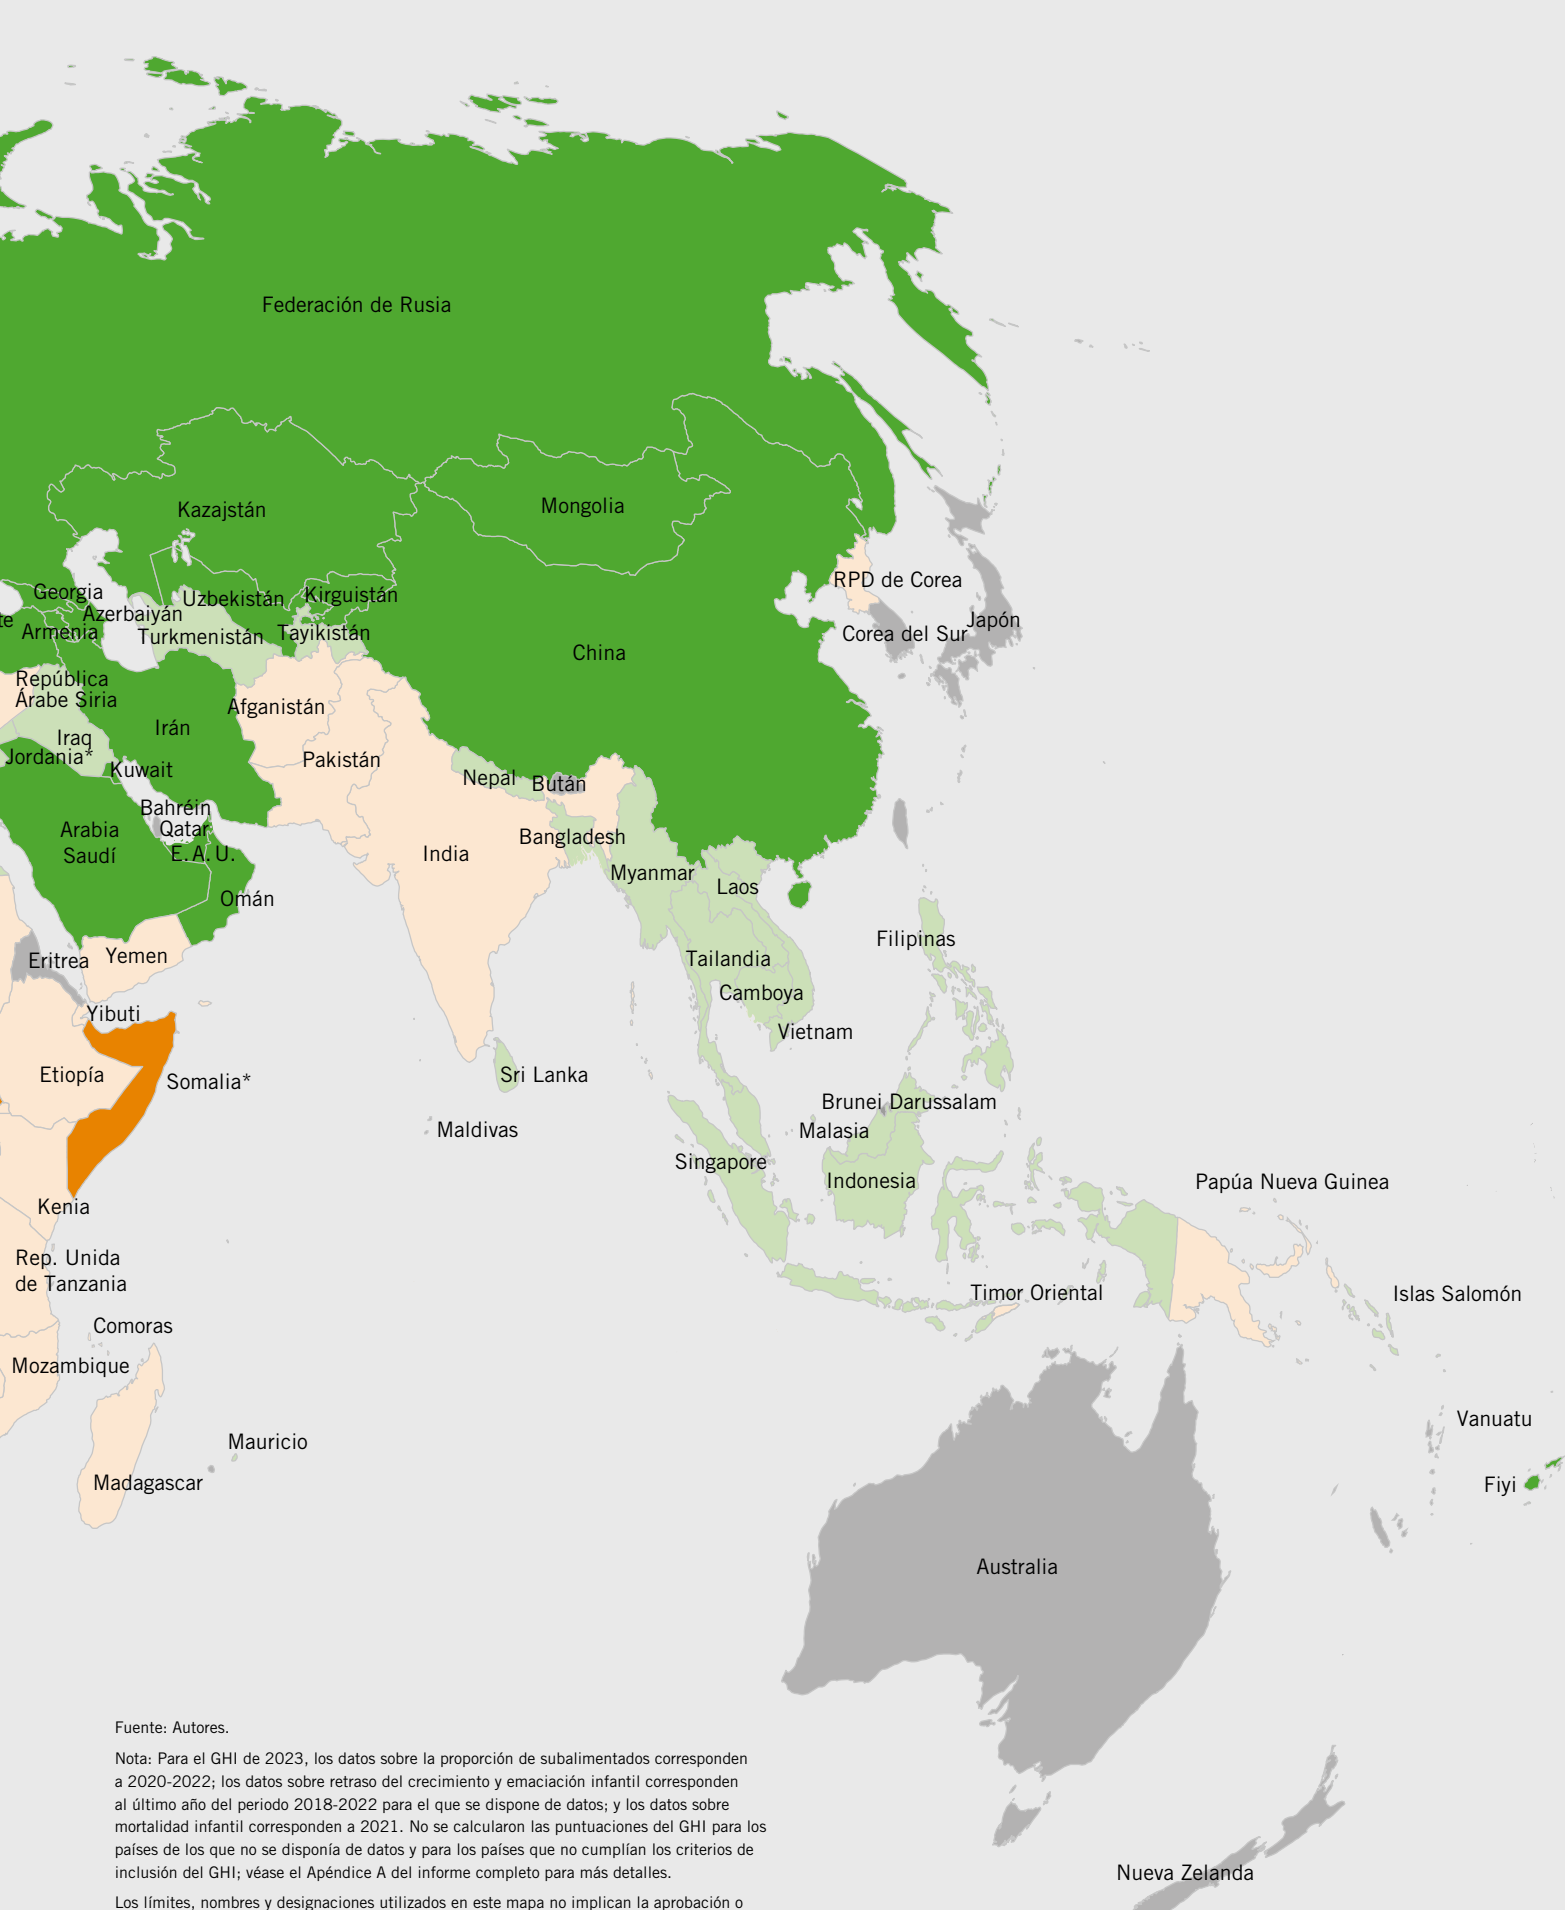 Federación de Rusia
Kazajstán
Mongolia
Georgia
Azerbaiyán
Uzbekistán
Kirguistán
RPD de Corea
te
Armenia
Turkmenistán
Tayikistán
Corea del Sur
Japón
China
República
Árabe Siria
Afganistán
Irán
Iraq
Jordania*
Pakistán
Kuwait
Nepal
Bután
Bahréin
Qatar
Arabia
Saudí
E. A. U.
Bangladesh
India
Myanmar
Laos
Omán
Filipinas
Eritrea
Yemen
Tailandia
Camboya
Yibuti
Vietnam
Etiopía
Somalia*
Sri Lanka
Brunei Darussalam
Maldivas
Malasia
Singapore
Indonesia
Papúa Nueva Guinea
Kenia
Rep. Unida
de Tanzania
Timor Oriental
Islas Salomón
Comoras
Mozambique
Vanuatu
Mauricio
Madagascar
Fiyi
Australia
Fuente: Autores.
Nota: Para el GHI de 2023, los datos sobre la proporción de subalimentados corresponden
a 2020-2022; los datos sobre retraso del crecimiento y emaciación infantil corresponden
al último año del periodo 2018-2022 para el que se dispone de datos; y los datos sobre
mortalidad infantil corresponden a 2021. No se calcularon las puntuaciones del GHI para los
países de los que no se disponía de datos y para los países que no cumplían los criterios de
inclusión del GHI; véase el Apéndice A del informe completo para más detalles.
Nueva Zelanda
Los límites, nombres y designaciones utilizados en este mapa no implican la aprobación o